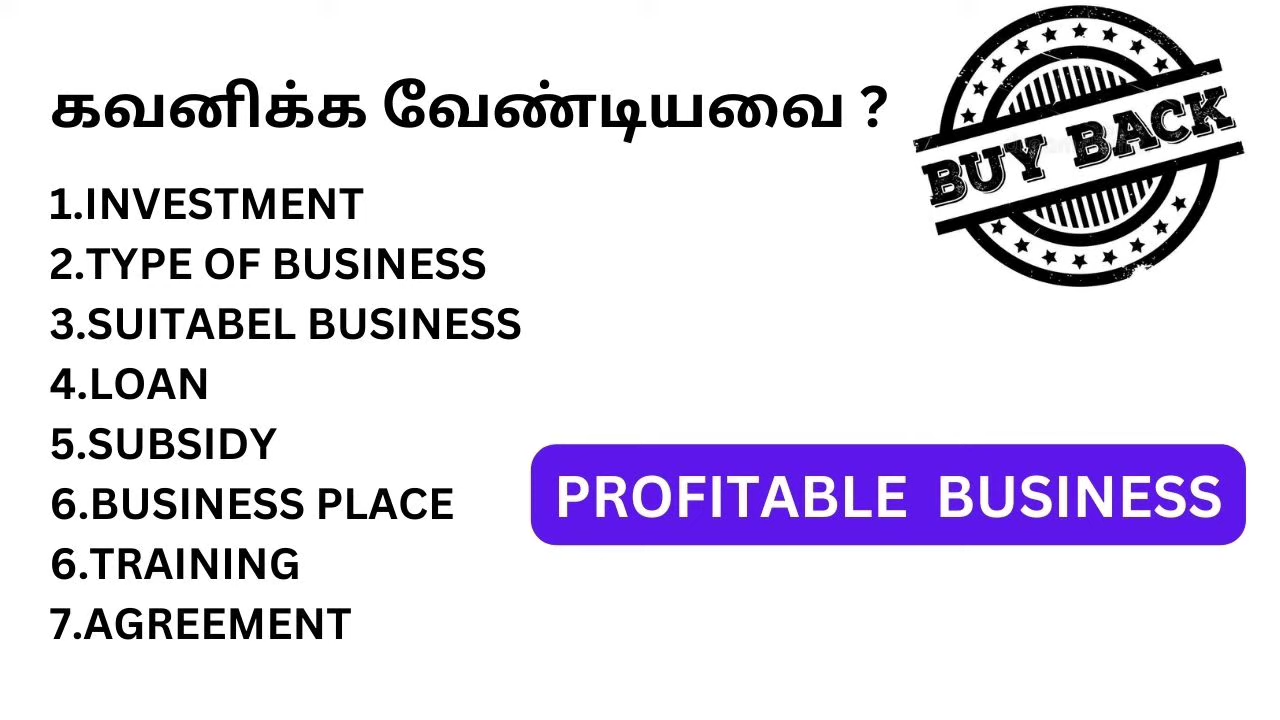 கவனிக்க வேண்டியவை ?
BUY BACK
1.INVESTMENT
2.TYPE OF BUSINESS
3.SUITABEL BUSINESS
4.LOAN
5.SUBSIDY
6.BUSINESS PLACE
6.TRAINING
7.AGREEMENT
PROFITABLE BUSINESS